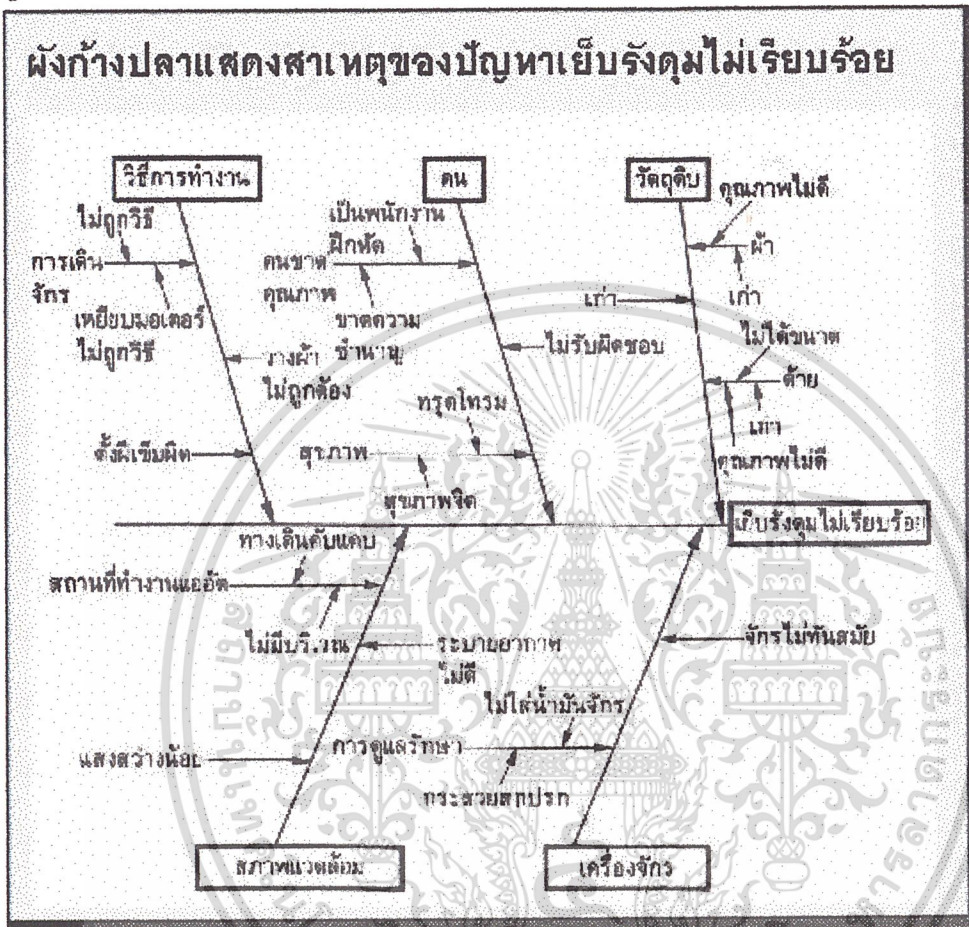 ผังก้างปลาแสดงสาเหตุของปัญหาเย็บรังดุมไม่เรียบร้อย
วิธีการทำงาน
ไม่ถูกวิธี
การเดิน
จักร
เหยียบมอเตอร์
ไม่ถูกวิธี
วางผ้า
ไม่ถูกต้อง
ตั้งฝีเข็มผิด
คน
เป็นพนักงาน
ฝึกหัด
คนขาด
คุณภาพ
ขาดความ
ชำนาญ
ไม่รับผิดชอบ
ทรุดโทรม
สุขภาพ
สุขภาพจิต
วัตถุดิบ
คุณภาพไม่ดี
ผ้า
เก่า
เก่า
ไม่ได้ขนาด
ด้าย
เก่า
คุณภาพไม่ดี
เย็บรังดุมไม่เรียบร้อย
ทางเดินคับแคบ
สถานที่ทำงานแออัด
ไม่มีบริเวณ
ระบายอากาศ
ไม่ดี
แสงสว่างน้อย
สภาพแวดล้อม
จักรไม่ทันสมัย
ไม่ใส่น้ำมันจักร
การดูแลรักษา
กระสวยสกปรก
เครื่องจักร